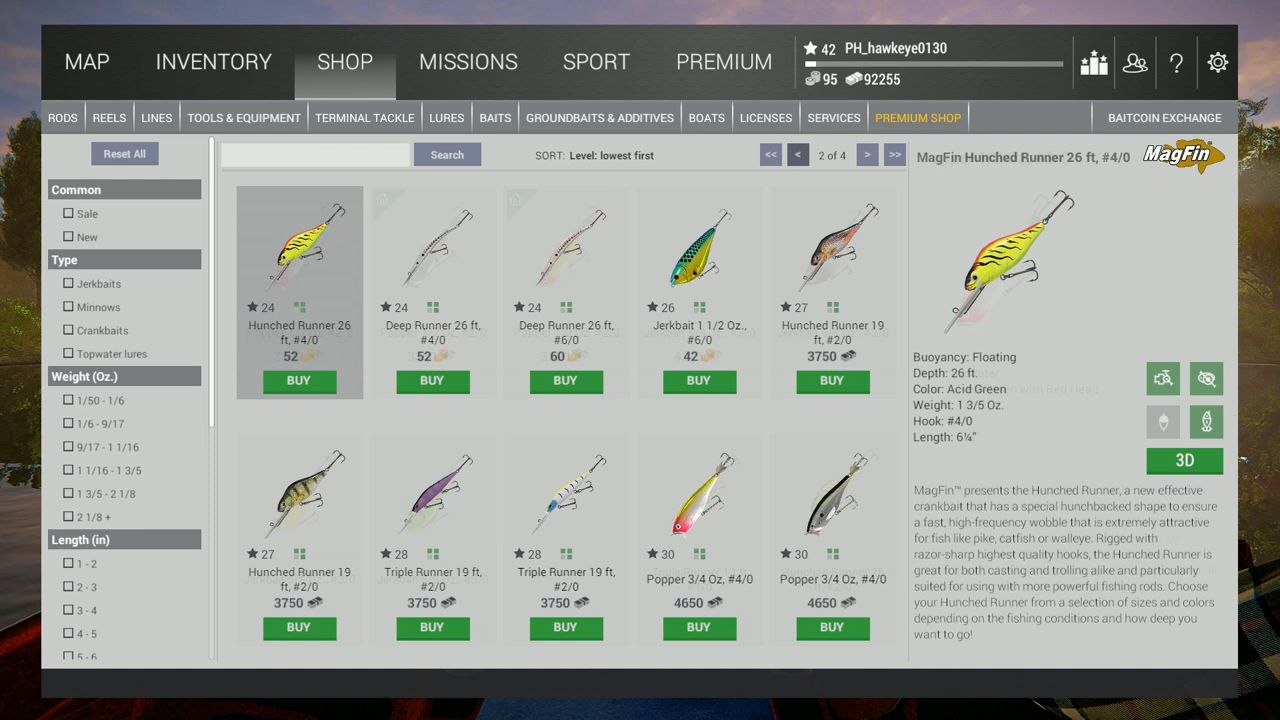 MAP INVENTORY SHOP MISSIONS SPORT PREMIUM
42 PH_hawkeye0130
95 92255
RODS REELS LINES TOOLS & EQUIPMENT TERMINAL TACKLE LURES BAITS GROUNDBAITS & ADDITIVES BOATS LICENSES SERVICES PREMIUM SHOP BAITCOIN EXCHANGE
Reset All
Common
Sale
New
Type
Jerkbaits
Minnows
Crankbaits
Topwater lures
Weight (Oz.)
1/50 - 1/6
1/6 - 9/17
9/17 - 1 1/16
1 1/16 - 1 3/5
1 3/5 - 2 1/8
2 1/8 +
Length (in)
1 - 2
2 - 3
3 - 4
4 - 5
5 - 6
Search
SORT: Level: lowest first
<< < 2 of 4 > >>
24
Hunched Runner 26
ft, #4/0
52
BUY
24
Deep Runner 26 ft,
#4/0
52
BUY
24
Deep Runner 26 ft,
#6/0
60
BUY
26
Jerkbait 1 1/2 Oz.,
#6/0
42
BUY
27
Hunched Runner 19
ft, #2/0
3750
BUY
27
Hunched Runner 19
ft, #2/0
3750
BUY
28
Triple Runner 19 ft,
#2/0
3750
BUY
28
Triple Runner 19 ft,
#2/0
3750
BUY
30
Popper 3/4 Oz, #4/0
4650
BUY
30
Popper 3/4 Oz, #4/0
4650
BUY
MagFin Hunched Runner 26 ft, #4/0
MagFin
Buoyancy: Floating
Depth: 26 ft.
Color: Acid Green
Weight: 1 3/5 Oz.
Hook: #4/0
Length: 6¼"
3D
MagFin™ presents the Hunched Runner, a new effective
crankbait that has a special hunchbacked shape to ensure
a fast, high-frequency wobble that is extremely attractive
for fish like pike, catfish or walleye. Rigged with
razor-sharp highest quality hooks, the Hunched Runner is
great for both casting and trolling alike and particularly
suited for using with more powerful fishing rods. Choose
your Hunched Runner from a selection of sizes and colors
depending on the fishing conditions and how deep you
want to go!